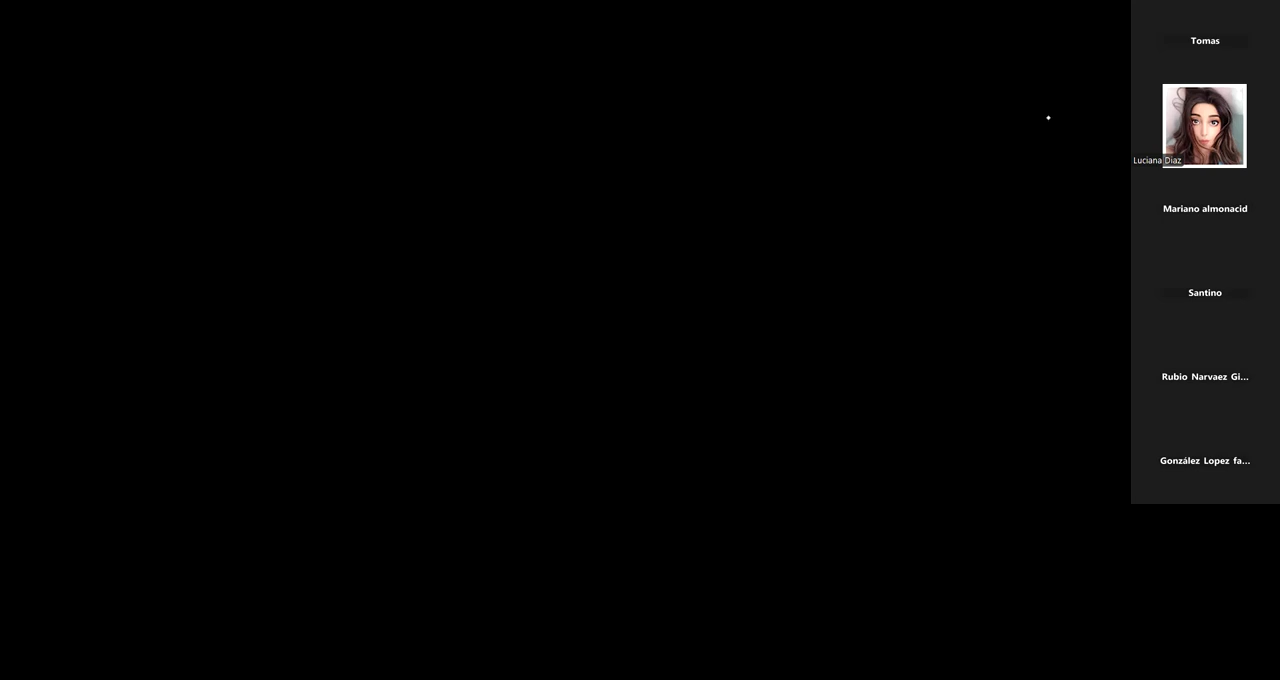 Tomas
Luciana Diaz
Mariano almonacid
Santino
Rubio Narvaez Gi...
González Lopez fa...